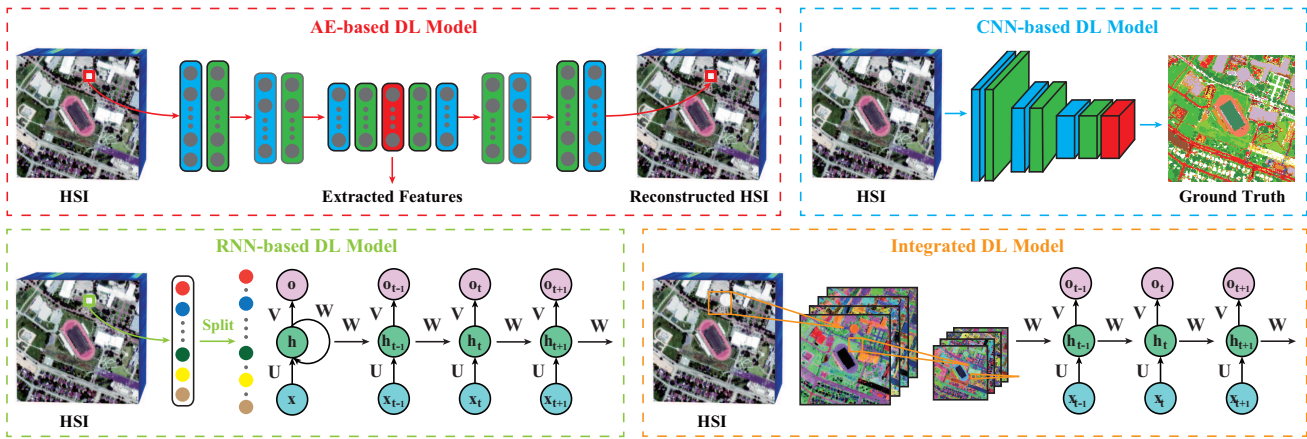 AE-based DL Model
HSI
Extracted Features
Reconstructed HSI
CNN-based DL Model
HSI
Ground Truth
RNN-based DL Model
HSI
Split
o
V
W
h
U
x
W
o_{t-1}
V
h_{t-1}
U
x_{t-1}
W
o_t
V
h_t
U
x_t
W
o_{t+1}
V
h_{t+1}
U
x_{t+1}
W
Integrated DL Model
HSI
W
o_{t-1}
V
h_{t-1}
U
x_{t-1}
W
o_t
V
h_t
U
x_t
W
o_{t+1}
V
h_{t+1}
U
x_{t+1}
W